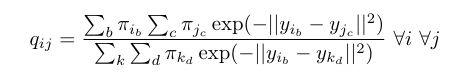 q_{ij} = \frac{\sum_b \pi_{i_b} \sum_c \pi_{j_c} \exp(-||y_{i_b} - y_{j_c}||^2)}{\sum_k \sum_d \pi_{k_d} \exp(-||y_{i_b} - y_{k_d}||^2)} \forall i \forall j